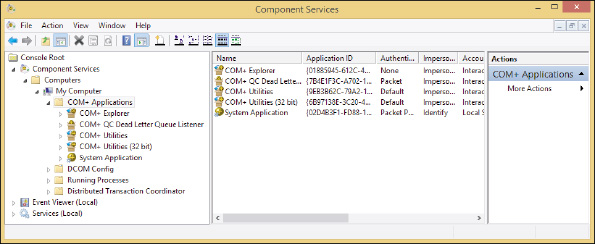 Component Services
File Action View Window Help
Console Root
Component Services
Computers
My Computer
COM+ Applications
COM+ Explorer
COM+ QC Dead Letter Queue Listener
COM+ Utilities
COM+ Utilities (32 bit)
System Application
DCOM Config
Running Processes
Distributed Transaction Coordinator
Event Viewer (Local)
Services (Local)
Name Application ID Authenti... Imperso... Accou
COM+ Explorer {01885945-612C-4... None Imperso... Interac
COM+ QC Dead Letter... {7B4E1F3C-A702-1... Packet Imperso... Interac
COM+ Utilities {9EB3B62C-79A2-1... Default Imperso... Interac
COM+ Utilities (32 bit) {6B97138E-3C20-4... Default Imperso... Interac
System Application {02D4B3F1-FD88-1... Packet P... Identify Local S
Actions
COM+ Applications
More Actions